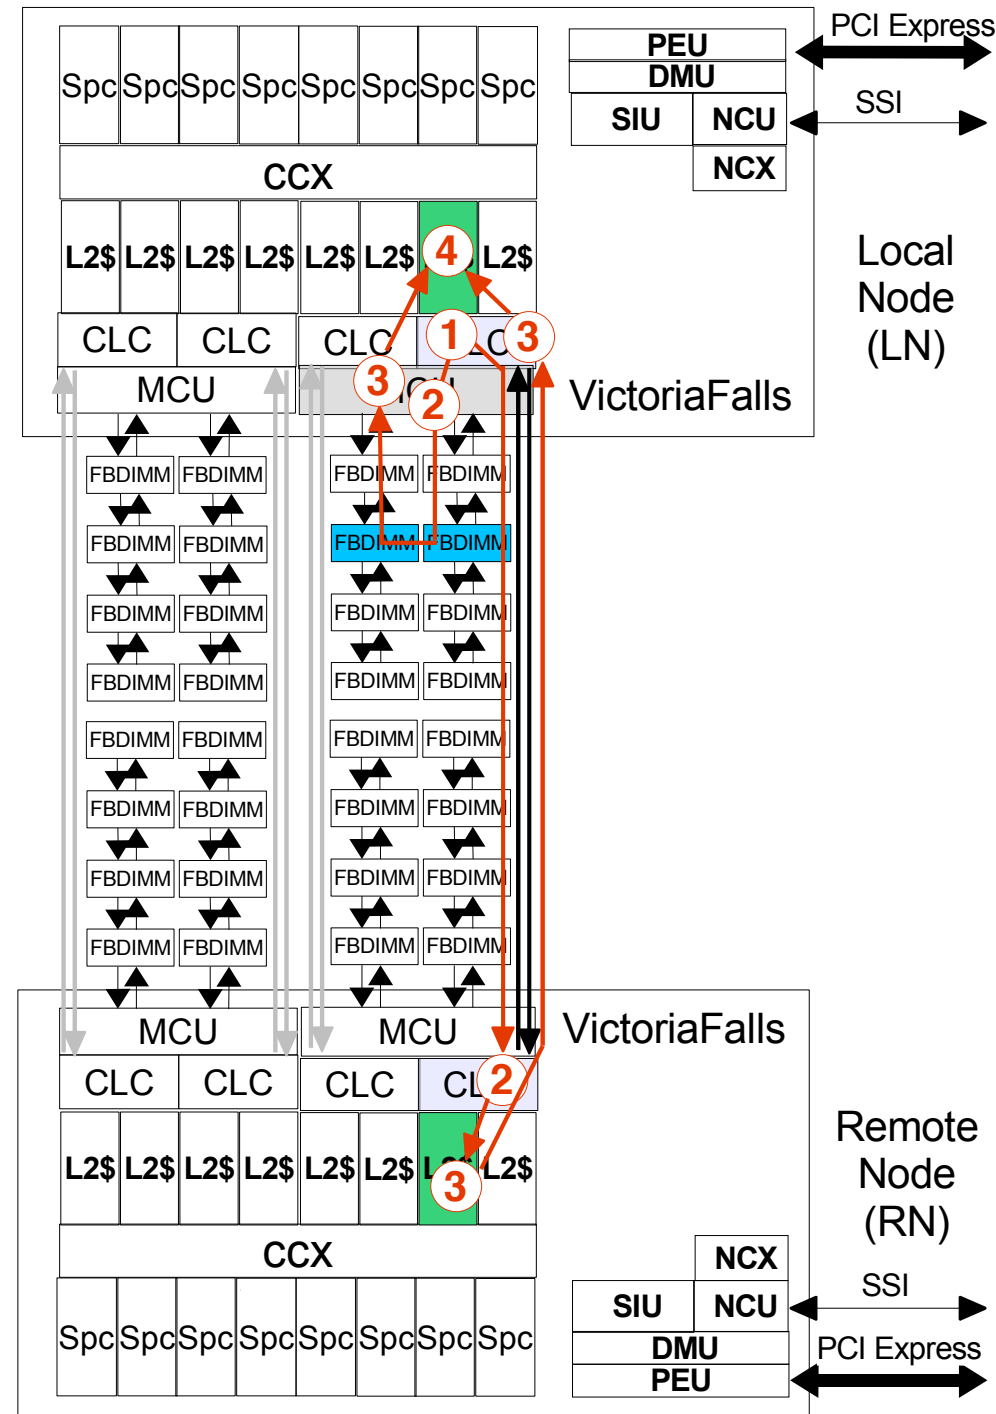 PCI Express
PEU
DMU
Spc Spc Spc Spc Spc Spc Spc Spc
SSI
SIU NCU
NCX
CCX
L2$ L2$ L2$ L2$ L2$ L2$ 4 L2$
Local
Node
(LN)
1
CLC CLC CLC 3
MCU 3 2
VictoriaFalls
FBDIMM FBDIMM FBDIMM FBDIMM
FBDIMM FBDIMM FBDIMM FBDIMM
FBDIMM FBDIMM FBDIMM FBDIMM
FBDIMM FBDIMM FBDIMM FBDIMM
FBDIMM FBDIMM FBDIMM FBDIMM
FBDIMM FBDIMM FBDIMM FBDIMM
FBDIMM FBDIMM FBDIMM FBDIMM
FBDIMM FBDIMM FBDIMM FBDIMM
MCU MCU VictoriaFalls
CLC CLC CLC 2
L2$ L2$ L2$ L2$ L2$ L2$ L2$ L2$
3
Remote
Node
(RN)
CCX
NCX
SSI
SIU NCU
Spc Spc Spc Spc Spc Spc Spc Spc
DMU
PCI Express
PEU